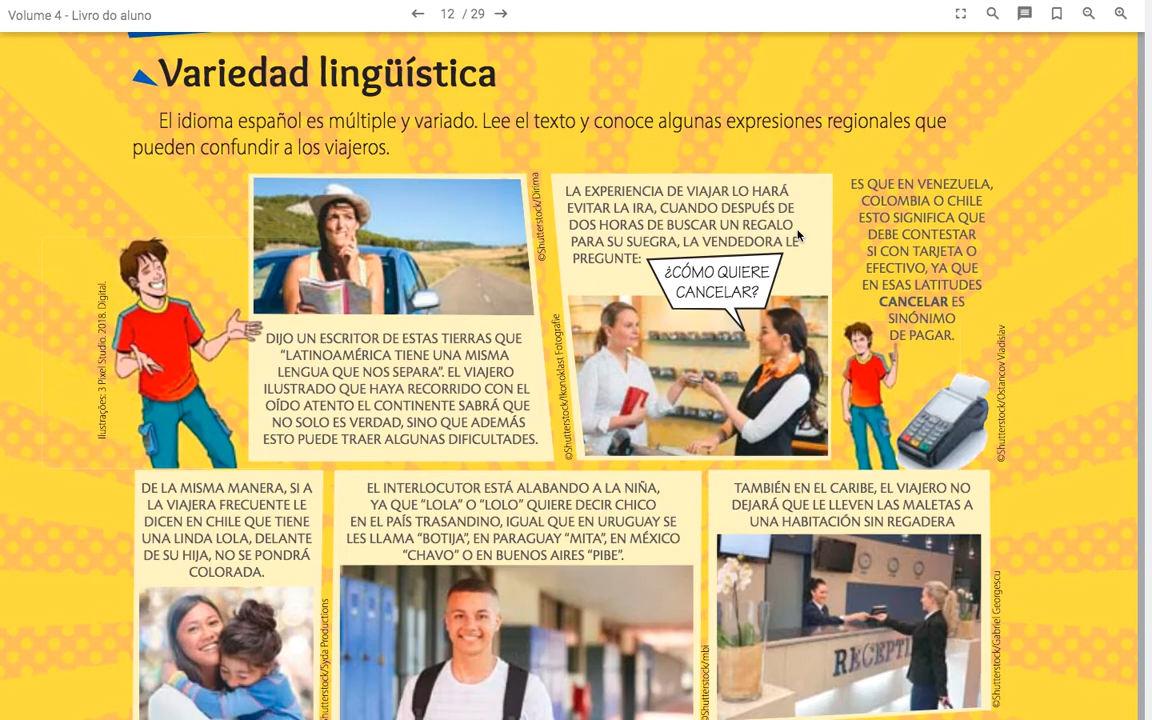 Volume 4 - Livro do aluno
12 / 29
Variedad lingüística
El idioma español es múltiple y variado. Lee el texto y conoce algunas expresiones regionales que
pueden confundir a los viajeros.
Ilustrações: 3 Pixel Studio. 2018. Digital.
©Shutterstock/Dirima
DIJO UN ESCRITOR DE ESTAS TIERRAS QUE
“LATINOAMÉRICA TIENE UNA MISMA
LENGUA QUE NOS SEPARA”. EL VIAJERO
ILUSTRADO QUE HAYA RECORRIDO CON EL
OÍDO ATENTO EL CONTINENTE SABRÁ QUE
NO SOLO ES VERDAD, SINO QUE ADEMÁS
ESTO PUEDE TRAER ALGUNAS DIFICULTADES.
LA EXPERIENCIA DE VIAJAR LO HARÁ
EVITAR LA IRA, CUANDO DESPUÉS DE
DOS HORAS DE BUSCAR UN REGALO
PARA SU SUEGRA, LA VENDEDORA LE
PREGUNTE:
¿CÓMO QUIERE
CANCELAR?
©Shutterstock/Ikonoklast Fotografie
ES QUE EN VENEZUELA,
COLOMBIA O CHILE
ESTO SIGNIFICA QUE
DEBE CONTESTAR
SI CON TARJETA O
EFECTIVO, YA QUE
EN ESAS LATITUDES
CANCELAR ES
SINÓNIMO
DE PAGAR.
©Shutterstock/Ostancov Vladislav
DE LA MISMA MANERA, SI A
LA VIAJERA FRECUENTE LE
DICEN EN CHILE QUE TIENE
UNA LINDA LOLA, DELANTE
DE SU HIJA, NO SE PONDRÁ
COLORADA.
Shutterstock/Syda Productions
EL INTERLOCUTOR ESTÁ ALABANDO A LA NIÑA,
YA QUE “LOLA” O “LOLO” QUIERE DECIR CHICO
EN EL PAÍS TRASANDINO, IGUAL QUE EN URUGUAY SE
LES LLAMA “BOTIJA”, EN PARAGUAY “MITA”, EN MÉXICO
“CHAVO” O EN BUENOS AIRES “PIBE”.
©Shutterstock/mbi
TAMBIÉN EN EL CARIBE, EL VIAJERO NO
DEJARÁ QUE LE LLEVEN LAS MALETAS A
UNA HABITACIÓN SIN REGADERA
RECEPTI
©Shutterstock/Gabriel Georgescu